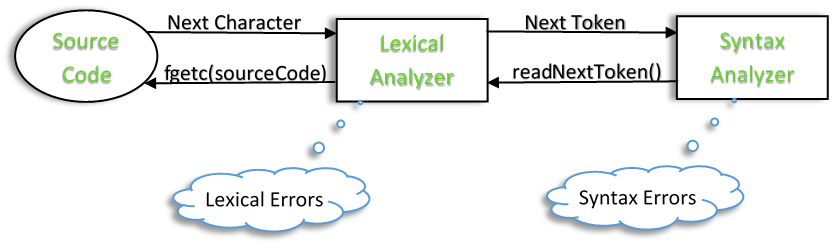 Source
Code
Next Character
fgetc(sourceCode)
Lexical
Analyzer
Next Token
readNextToken()
Syntax
Analyzer
Lexical Errors
Syntax Errors